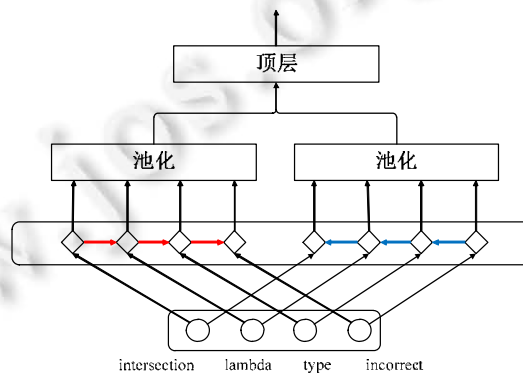 顶层
池化 池化
intersection lambda type incorrect